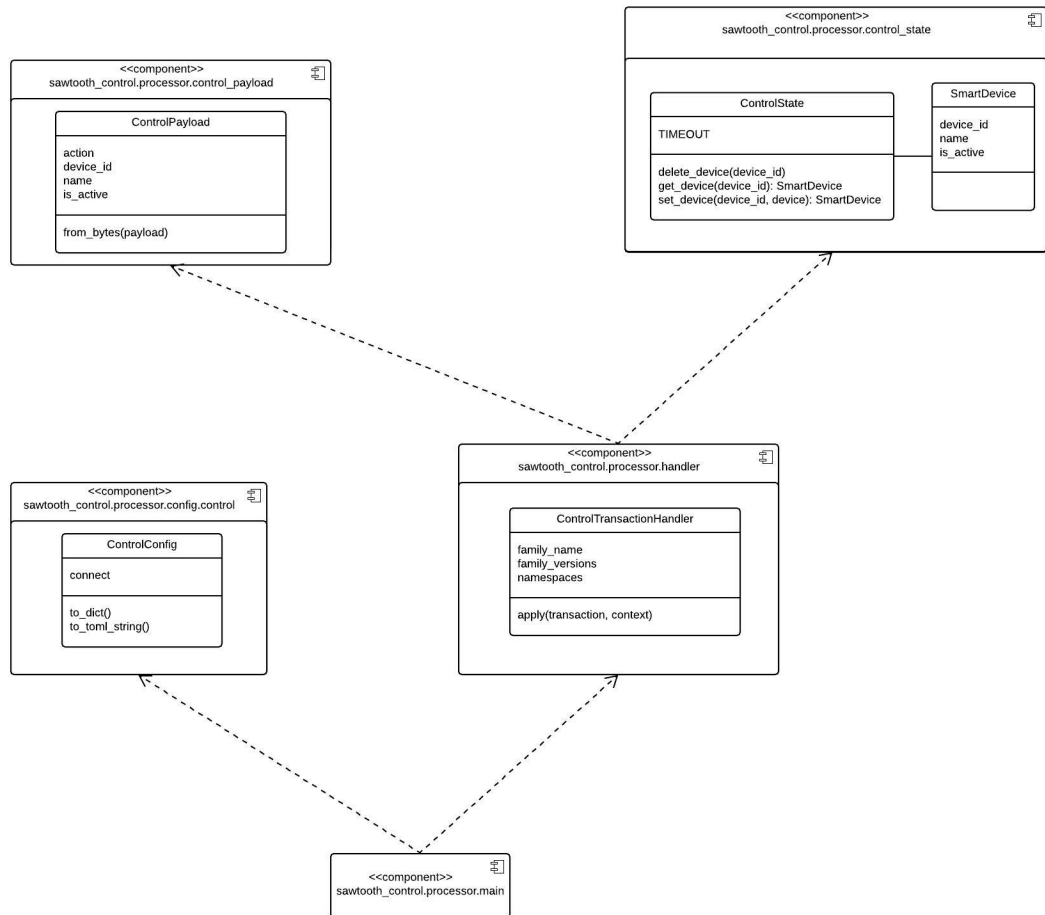 <<component>>
sawtooth_control.processor.control_state
ControlState
TIMEOUT
delete_device(device_id)
get_device(device_id): SmartDevice
set_device(device_id, device): SmartDevice
SmartDevice
device_id
name
is_active
<<component>>
sawtooth_control.processor.control_payload
ControlPayload
action
device_id
name
is_active
from_bytes(payload)
<<component>>
sawtooth_control.processor.handler
ControlTransactionHandler
family_name
family_versions
namespaces
apply(transaction, context)
<<component>>
sawtooth_control.processor.config.control
ControlConfig
connect
to_dict()
to_toml_string()
<<component>>
sawtooth_control.processor.main